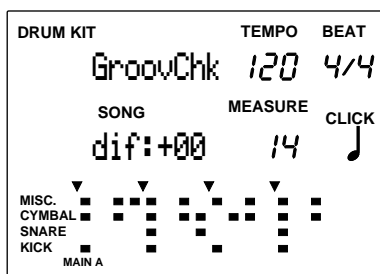 DRUM KIT TEMPO BEAT
GroovChk 120 4/4
SONG MEASURE CLICK
dif:+00 14
MISC.
CYMBAL
SNARE
KICK
MAIN A